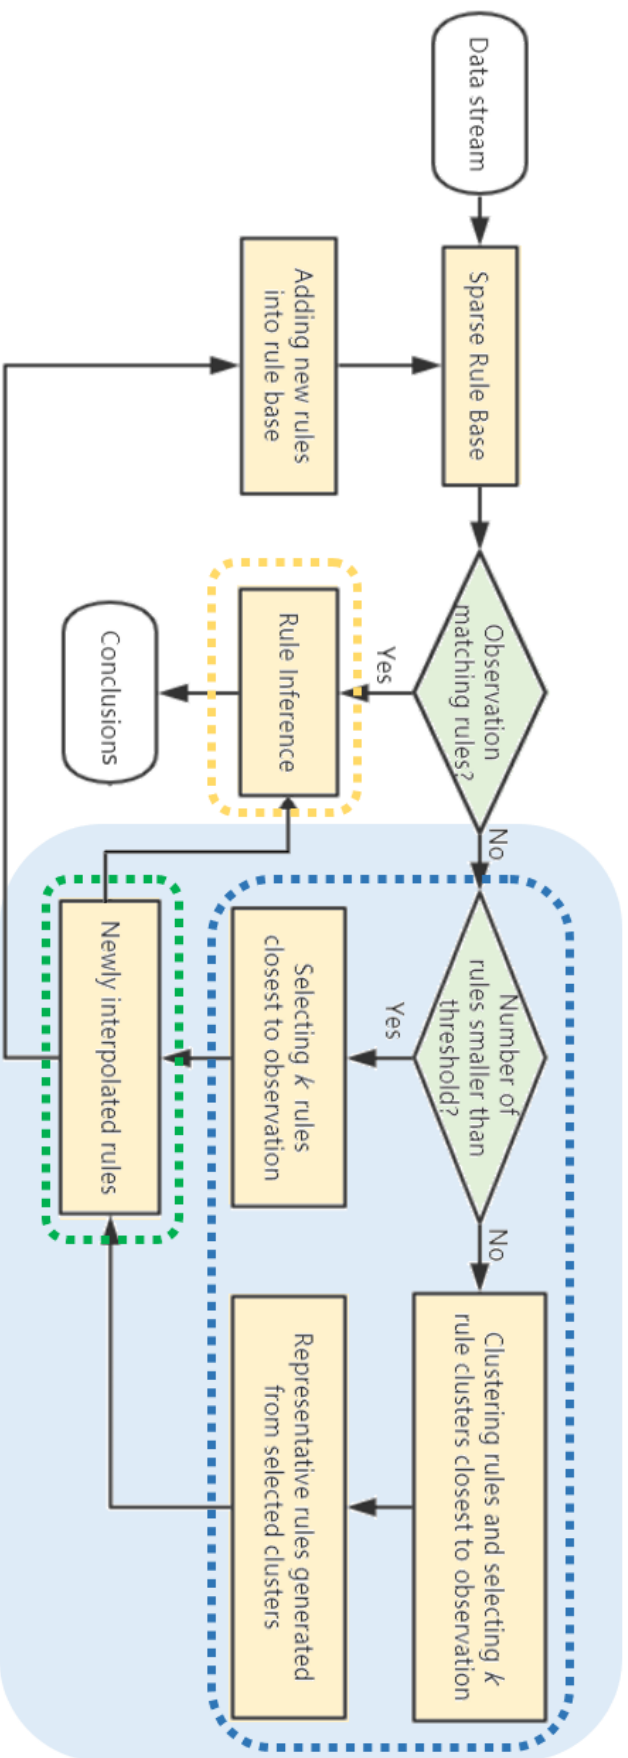 Data stream
Sparse Rule Base
Observation
matching rules?
No
Number of
rules smaller than
threshold?
No
Clustering rules and selecting k
rule clusters closest to observation
Adding new rules
into rule base
Yes
Rule Inference
Yes
Selecting k rules
closest to observation
Representative rules generated
from selected clusters
Conclusions
Newly interpolated rules